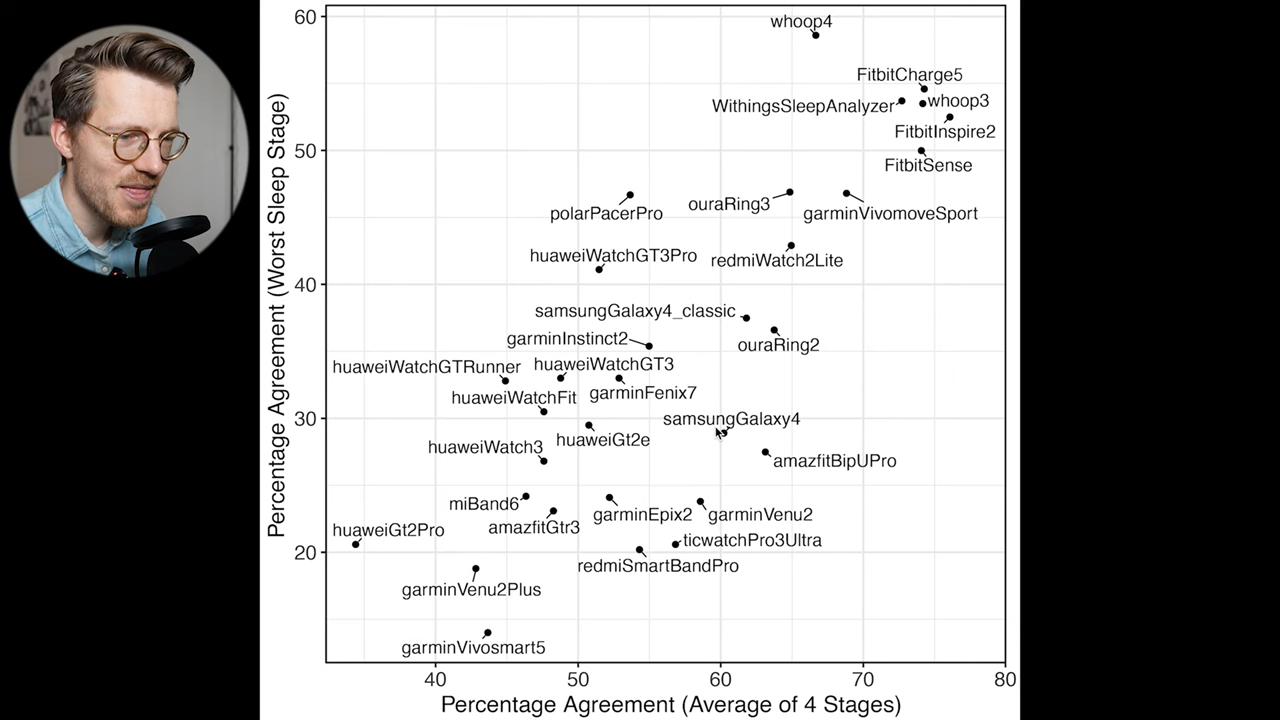 60
whoop4
FitbitCharge5
WithingsSleepAnalyzer
whoop3
FitbitInspire2
50
FitbitSense
polarPacerPro
ouraRing3
garminVivomoveSport
huaweiWatchGT3Pro
redmiWatch2Lite
40
samsungGalaxy4_classic
garminInstinct2
ouraRing2
huaweiWatchGTRunner
huaweiWatchGT3
huaweiWatchFit
garminFenix7
30
samsungGalaxy4
huaweiWatch3
huaweiGt2e
amazfitBipUPro
miBand6
garminEpix2
garminVenu2
huaweiGt2Pro
amazfitGtr3
ticwatchPro3Ultra
20
redmiSmartBandPro
garminVenu2Plus
garminVivosmart5
Percentage Agreement (Worst Sleep Stage)
40 50 60 70 80
Percentage Agreement (Average of 4 Stages)